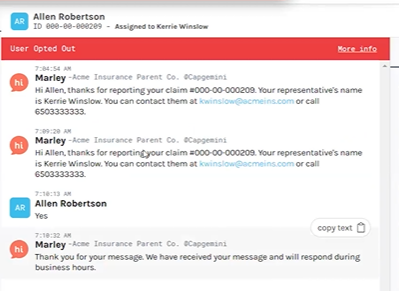 AR
Allen Robertson
ID 000-00-000209 - Assigned to Kerrie Winslow
User Opted Out
More info
7:04:54 AM
hi
Marley -Acme Insurance Parent Co. @Capgemini
Hi Allen, thanks for reporting your claim #000-00-000209. Your representative's name
is Kerrie Winslow. You can contact them at kwinslow@acmeins.com or call
6503333333.
7:09:20 AM
hi
Marley -Acme Insurance Parent Co. @Capgemini
Hi Allen, thanks for reporting your claim #000-00-000209. Your representative's name
is Kerrie Winslow. You can contact them at kwinslow@acmeins.com or call
6503333333.
7:10:13 AM
AR
Allen Robertson
Yes
copy text
7:10:32 AM
hi
Marley -Acme Insurance Parent Co. @Capgemini
Thank you for your message. We have received your message and will respond during
business hours.